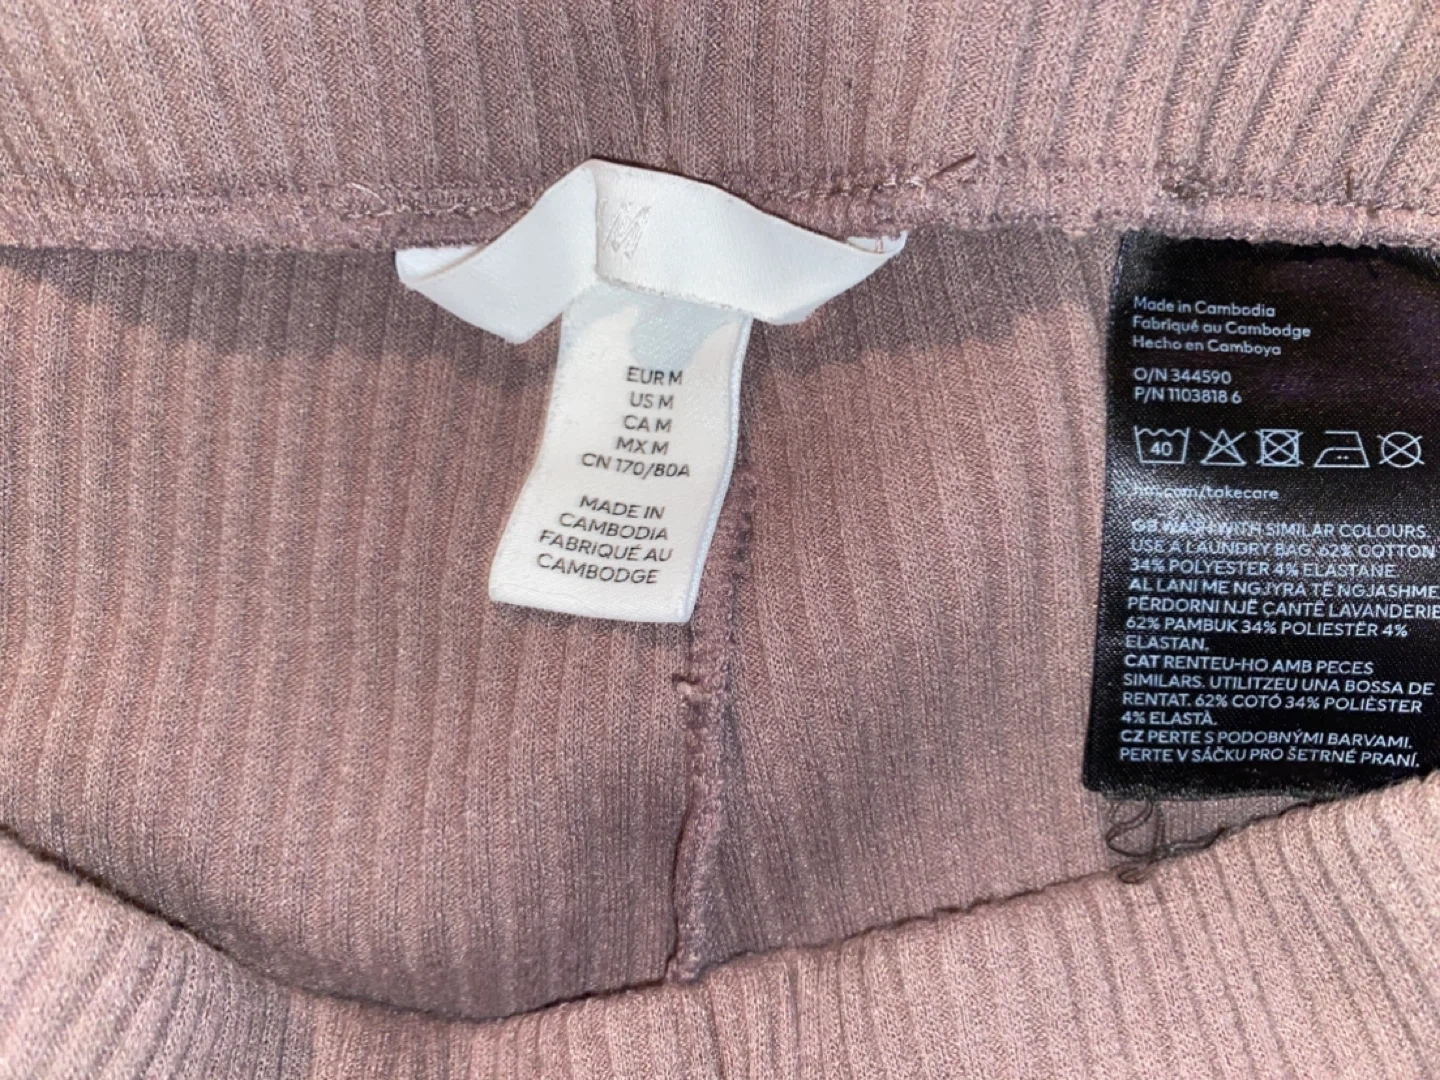 EUR M
US M
CA M
MX M
CN 170/80A
MADE IN
CAMBODIA
FABRIQUÉ AU
CAMBODGE
Made in Cambodia
Fabriqué au Cambodge
Hecho en Camboya
O/N 344590
P/N 1103818 6
40
hm.com/takecare
GB WASH WITH SIMILAR COLOURS.
USE A LAUNDRY BAG. 62% COTTON
34% POLYESTER 4% ELASTANE.
AL LANI ME NGJYRA TË NGJASHME
PËRDORNI NJË CANTË LAVANDERIE
62% PAMBUK 34% POLIESTËR 4%
ELASTAN.
CAT RENTEU-HO AMB PECES
SIMILARS. UTILITZEU UNA BOSSA DE
RENTAT. 62% COTÓ 34% POLIÈSTER
4% ELASTÀ.
CZ PERTE S PODOBNÝMI BARVAMI.
PERTE V SÁČKU PRO ŠETRNÉ PRANÍ.